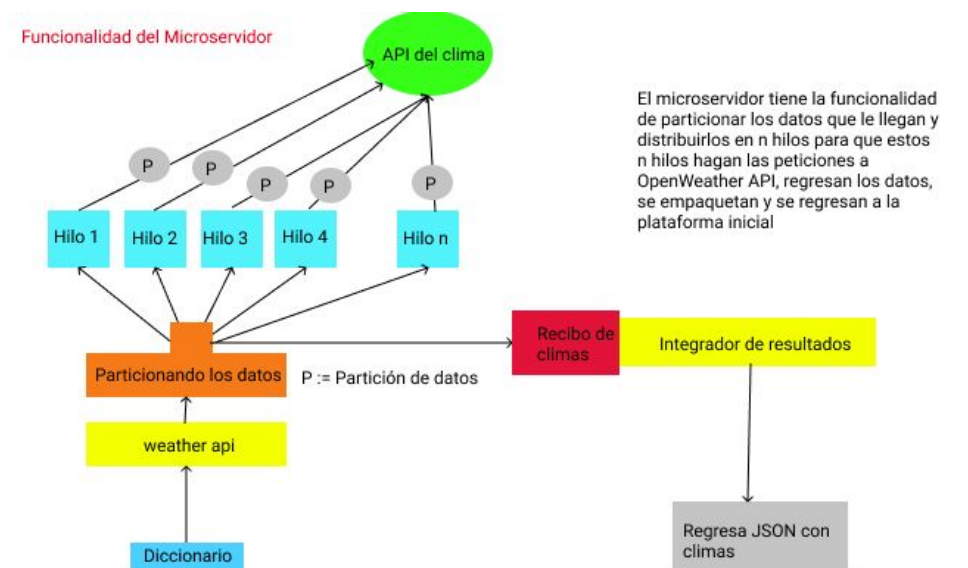 Funcionalidad del Microservidor
API del clima
El microservidor tiene la funcionalidad
de particionar los datos que le llegan y
distribuirlos en n hilos para que estos
n hilos hagan las peticiones a
OpenWeather API, regresan los datos,
se empaquetan y se regresan a la
plataforma inicial
P
P
P
P
P
Hilo 1
Hilo 2
Hilo 3
Hilo 4
Hilo n
Recibo de
climas
Integrador de resultados
Particionando los datos
P := Partición de datos
weather api
Regresa JSON con
climas
Diccionario